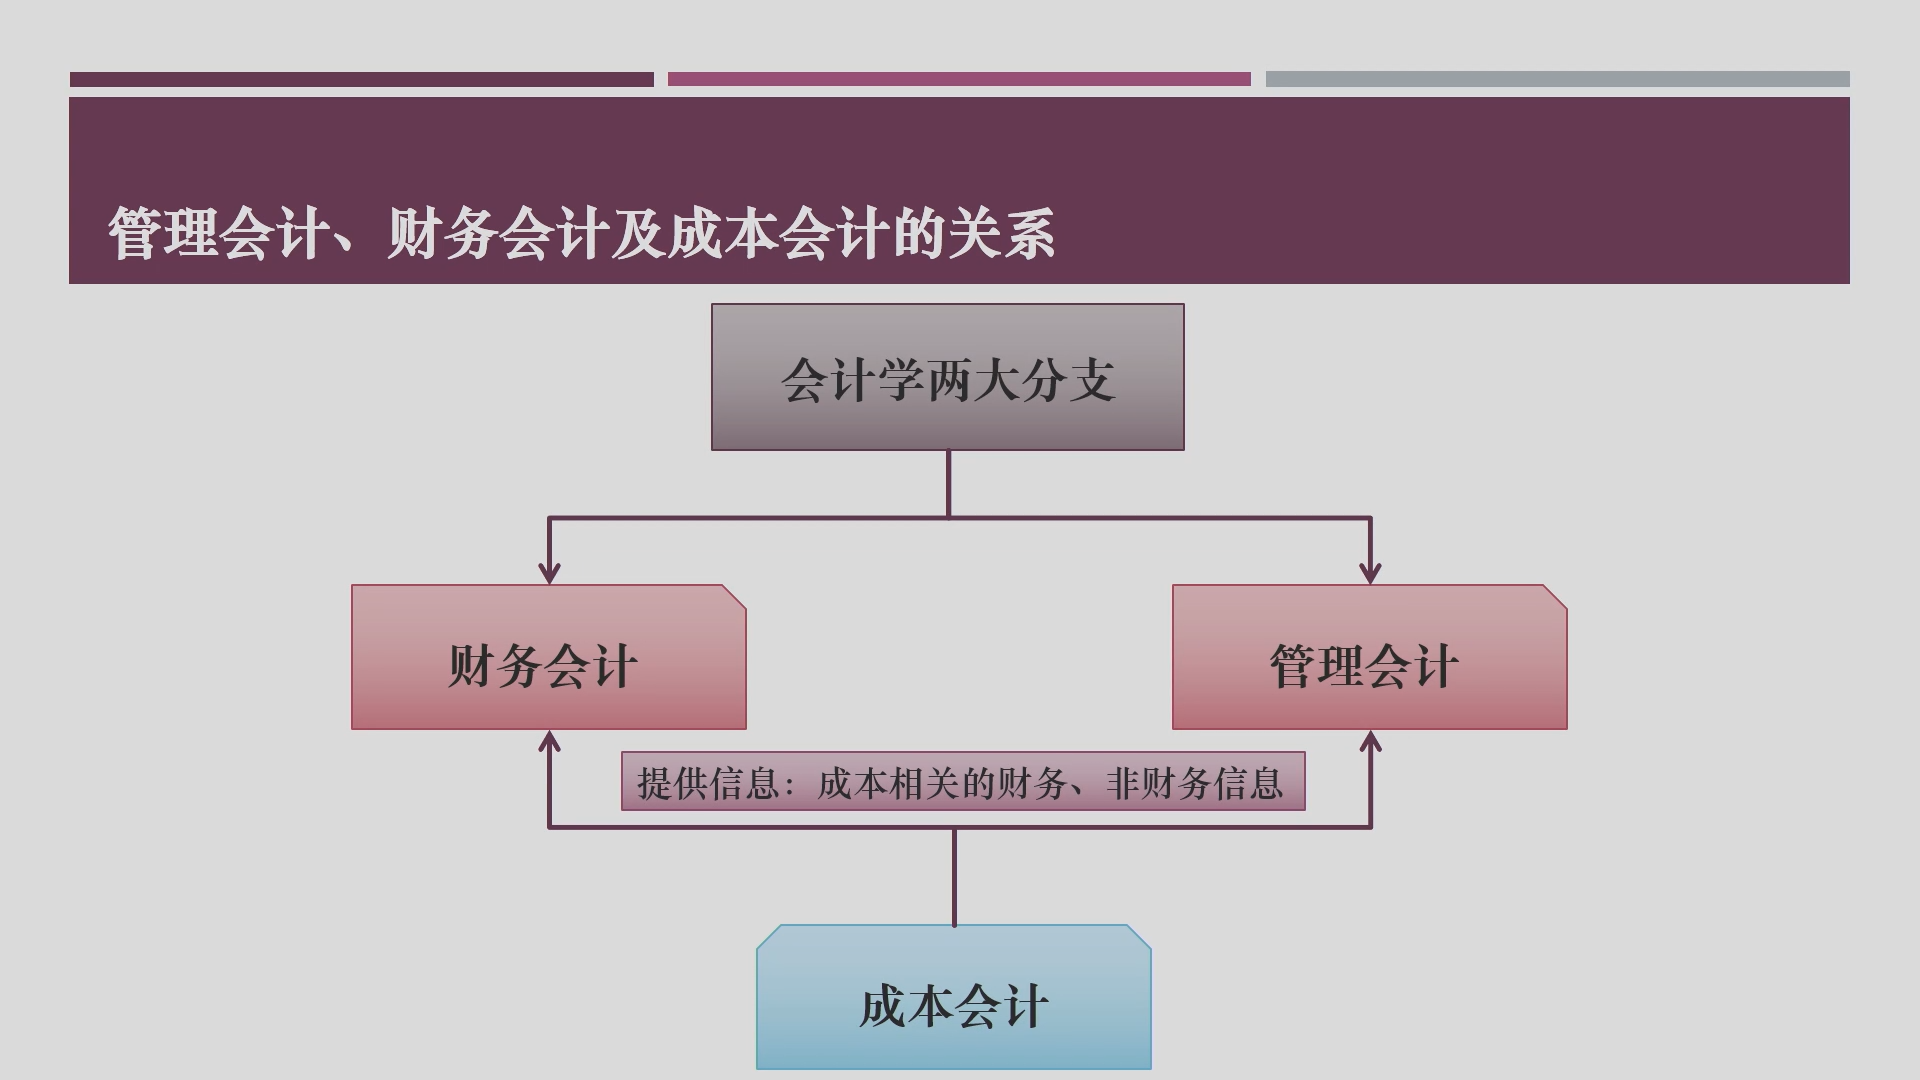 管理会计、财务会计及成本会计的关系
会计学两大分支
财务会计
管理会计
提供信息：成本相关的财务、非财务信息
成本会计